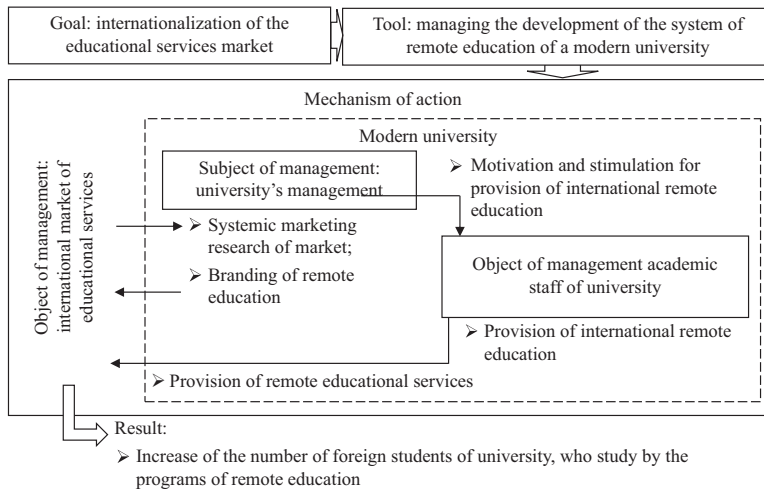 Goal: internationalization of the
educational services market
Tool: managing the development of the system of
remote education of a modern university
Mechanism of action
Object of management:
international market of
educational services
Modern university
Subject of management:
university's management
➢ Motivation and stimulation for
provision of international remote
education
➢ Systemic marketing
research of market;
➢ Branding of remote
education
Object of management academic
staff of university
➢ Provision of international remote
education
➢ Provision of remote educational services
Result:
➢ Increase of the number of foreign students of university, who study by the
programs of remote education